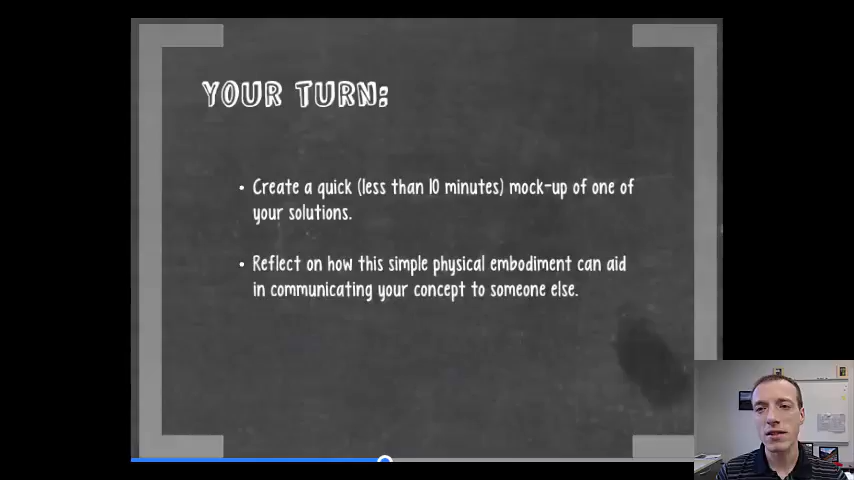 YOUR TURN:
• Create a quick (less than 10 minutes) mock-up of one of
your solutions.
• Reflect on how this simple physical embodiment can aid
in communicating your concept to someone else.